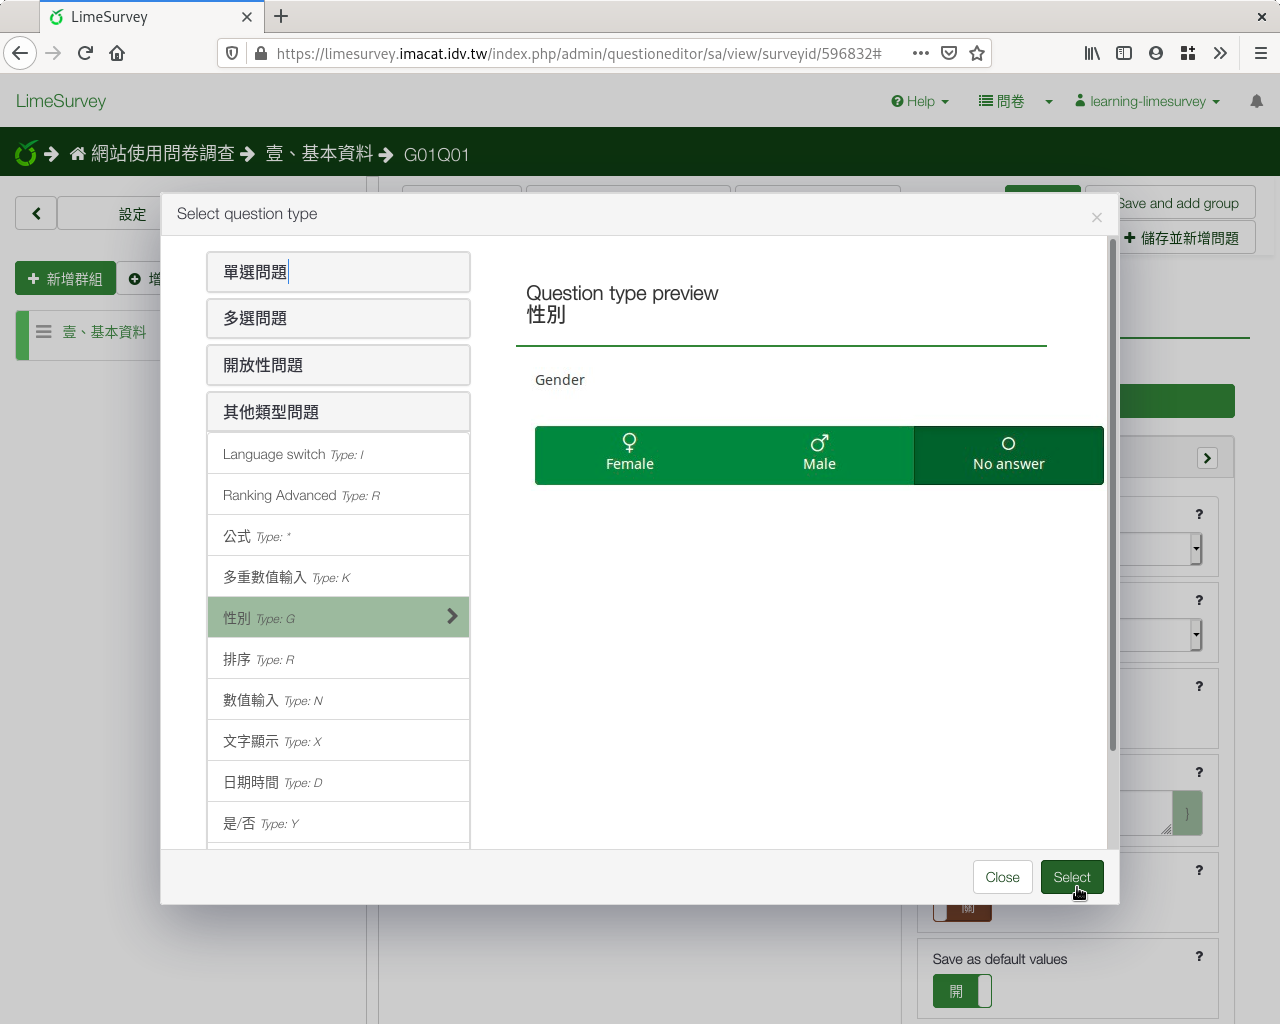 LimeSurvey
https://limesurvey.imacat.idv.tw/index.php/admin/questioneditor/sa/view/surveyid/596832#
LimeSurvey
Help
問卷
learning-limesurvey
網站使用問卷調查
壹、基本資料
G01Q01
設定
Save and add group
儲存並新增問題
新增群組
增
壹、基本資料
Select question type
×
單選問題
多選問題
開放性問題
其他類型問題
Language switch Type: I
Ranking Advanced Type: R
公式 Type: *
多重數值輸入 Type: K
性別 Type: G
排序 Type: R
數值輸入 Type: N
文字顯示 Type: X
日期時間 Type: D
是/否 Type: Y
Question type preview
性別
Gender
Female
Male
No answer
?
?
?
?
}
?
Close
Select
關
Save as default values
?
開